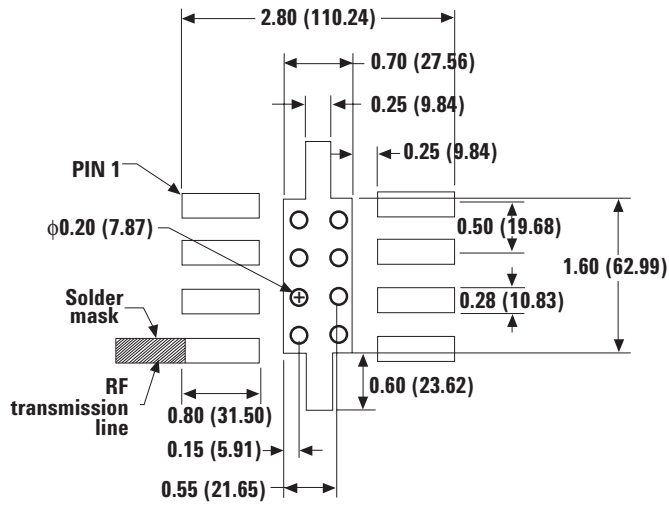 2.80 (110.24)
0.70 (27.56)
0.25 (9.84)
PIN 1
0.25 (9.84)
ϕ0.20 (7.87)
0.50 (19.68)
1.60 (62.99)
Solder
mask
0.28 (10.83)
RF
transmission
line
0.60 (23.62)
0.80 (31.50)
0.15 (5.91)
0.55 (21.65)